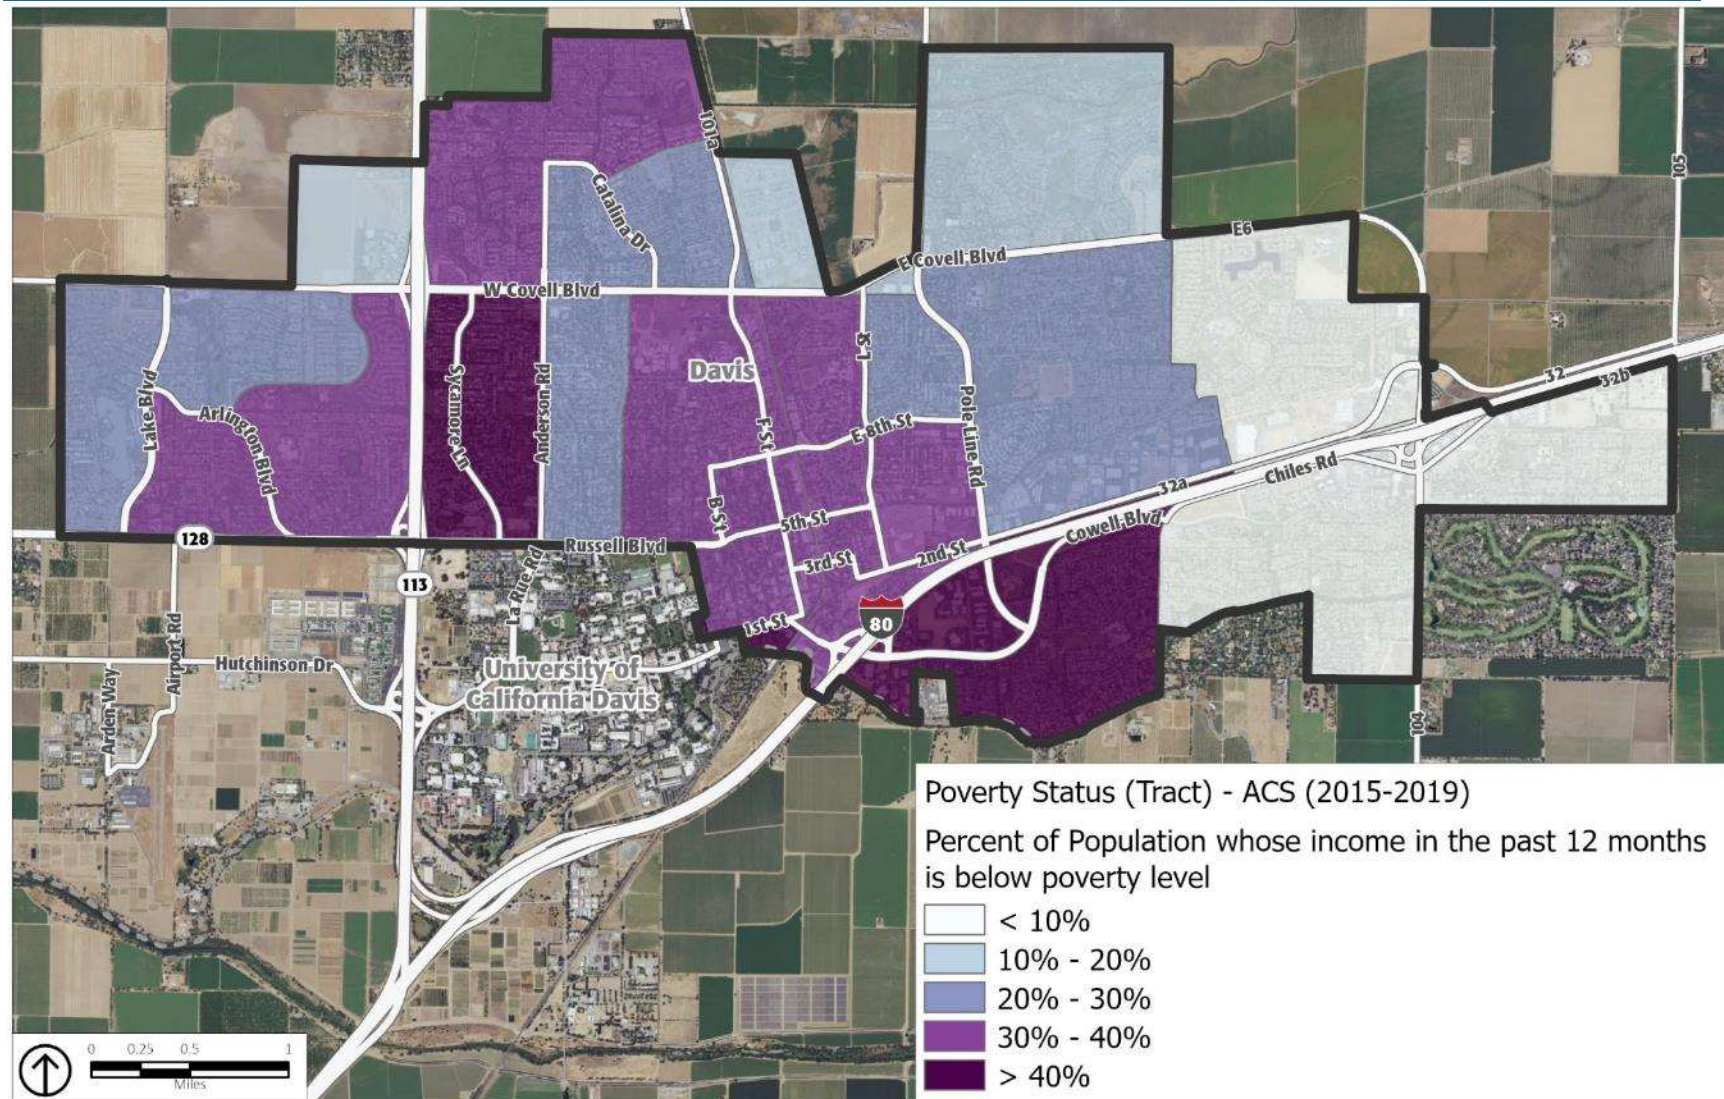 101a
Catalina Dr
105
E6
E Covell Blvd
W Covell Blvd
Lake Blvd
Arlington Blvd
Sycamore Ln
Anderson Rd
Davis
F St
L St
E 8th St
Pole Line Rd
32
32b
32a
Chiles Rd
Cowell Blvd
B St
5th St
3rd St
2nd St
1st St
128
Russell Blvd
113
La Rue Rd
80
Airport Rd
Hutchinson Dr
Arden Way
University of
California Davis
104
Poverty Status (Tract) - ACS (2015-2019)
Percent of Population whose income in the past 12 months
is below poverty level
< 10%
10% - 20%
20% - 30%
30% - 40%
> 40%
0 0.25 0.5 1
Miles